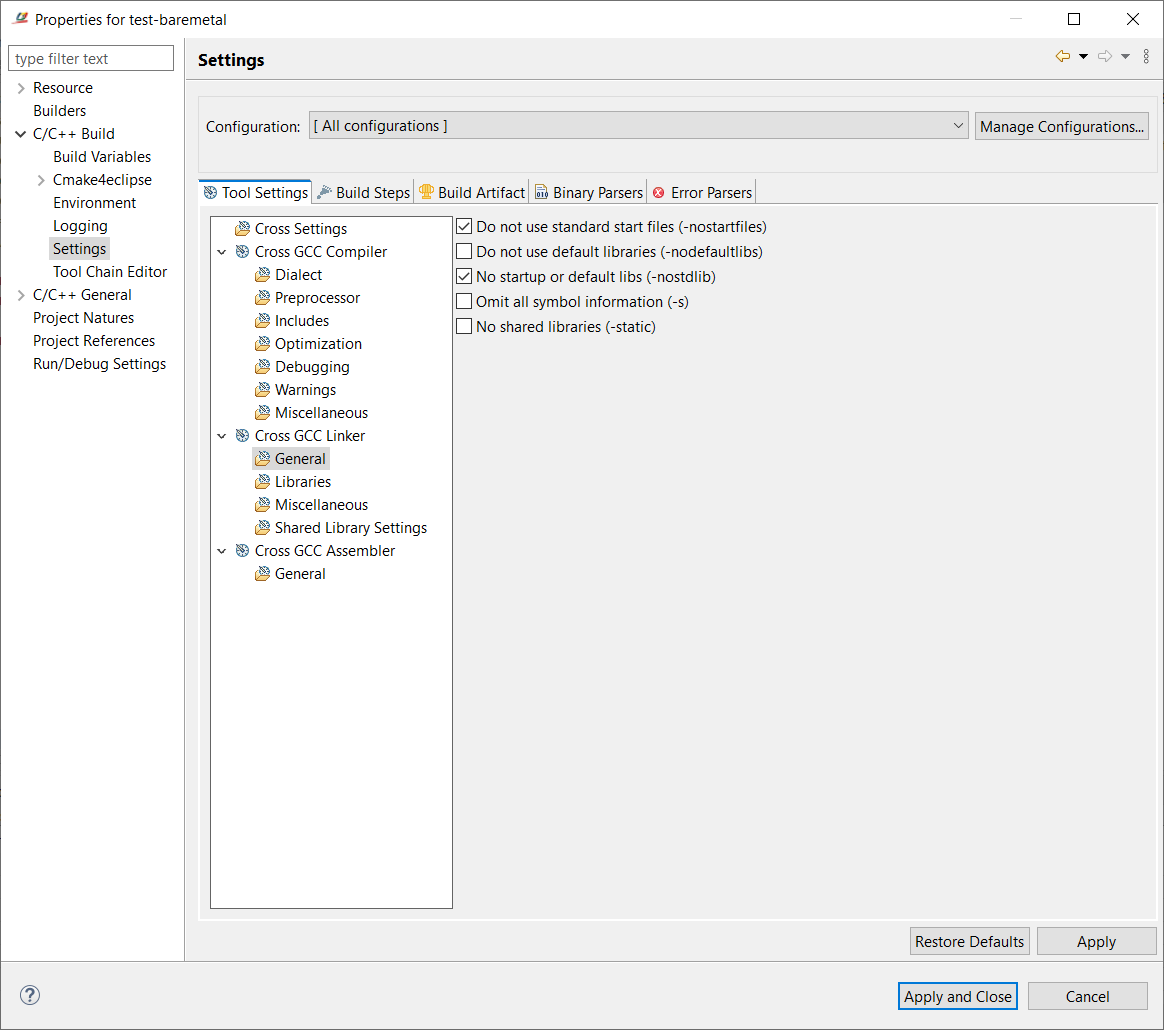 Properties for test-baremetal
type filter text
Resource
Builders
C/C++ Build
Build Variables
Cmake4eclipse
Environment
Logging
Settings
Tool Chain Editor
C/C++ General
Project Natures
Project References
Run/Debug Settings
Settings
Configuration: [ All configurations ] Manage Configurations...
Tool Settings Build Steps Build Artifact Binary Parsers Error Parsers
Cross Settings
Cross GCC Compiler
Dialect
Preprocessor
Includes
Optimization
Debugging
Warnings
Miscellaneous
Cross GCC Linker
General
Libraries
Miscellaneous
Shared Library Settings
Cross GCC Assembler
General
Do not use standard start files (-nostartfiles)
Do not use default libraries (-nodefaultlibs)
No startup or default libs (-nostdlib)
Omit all symbol information (-s)
No shared libraries (-static)
Restore Defaults Apply
Apply and Close Cancel